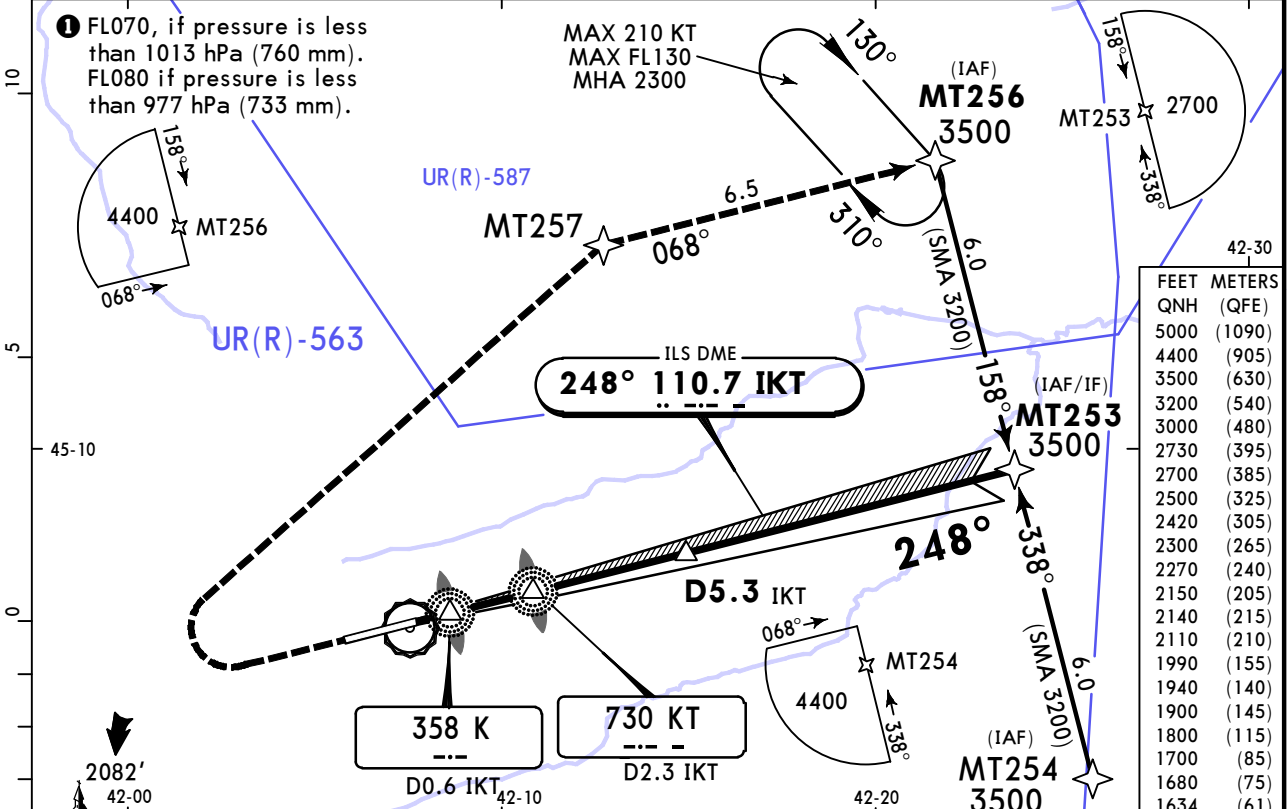 ❶ FL070, if pressure is less
than 1013 hPa (760 mm).
FL080 if pressure is less
than 977 hPa (733 mm).
MAX 210 KT
MAX FL130
MHA 2300
130°
310°
(IAF)
MT256
3500
158°
MT253
2700
338°
158°
4400
MT256
068°
UR(R)-587
MT257
6.5
068°
6.0
(SMA 3200)
158°
42-30
UR(R)-563
ILS DME
248° 110.7 IKT
(IAF/IF)
MT253
3500
10
5
0
45-10
248°
338°
D5.3 IKT
068°
MT254
4400
338°
6.0
(SMA 3200)
(IAF)
MT254
3500
358 K
D0.6 IKT
730 KT
D2.3 IKT
2082'
42-00
42-10
42-20
FEET METERS
QNH (QFE)
5000 (1090)
4400 (905)
3500 (630)
3200 (540)
3000 (480)
2730 (395)
2700 (385)
2500 (325)
2420 (305)
2300 (265)
2270 (240)
2150 (205)
2140 (215)
2110 (210)
1990 (155)
1940 (140)
1900 (145)
1800 (115)
1700 (85)
1680 (75)
1634 (61)